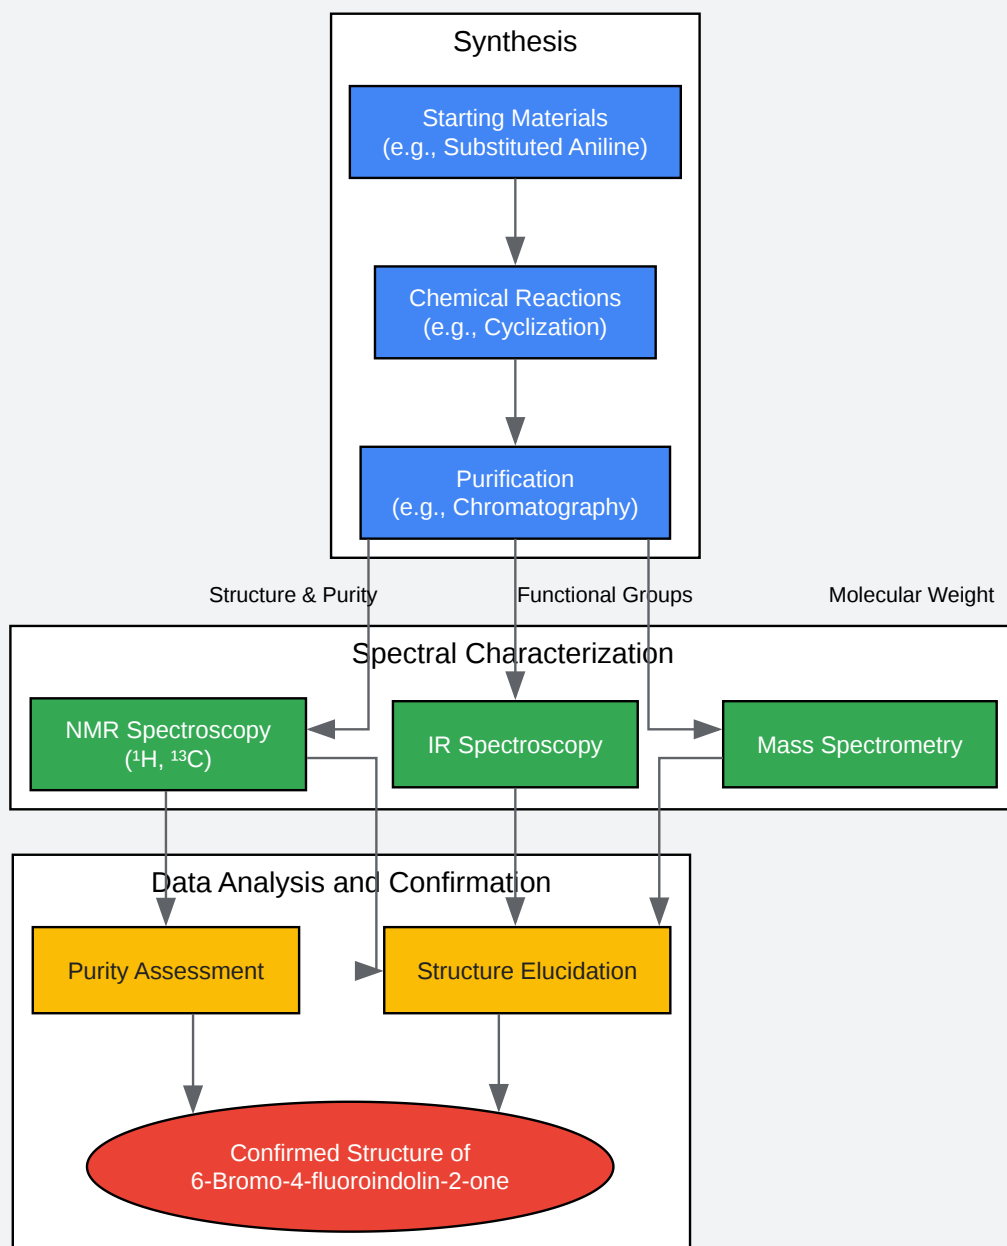 Synthesis
Starting Materials
(e.g., Substituted Aniline)
Chemical Reactions
(e.g., Cyclization)
Purification
(e.g., Chromatography)
Structure & Purity
Functional Groups
Molecular Weight
Spectral Characterization
NMR Spectroscopy
(¹H, ¹³C)
IR Spectroscopy
Mass Spectrometry
Data Analysis and Confirmation
Purity Assessment
Structure Elucidation
Confirmed Structure of
6-Bromo-4-fluoroindolin-2-one